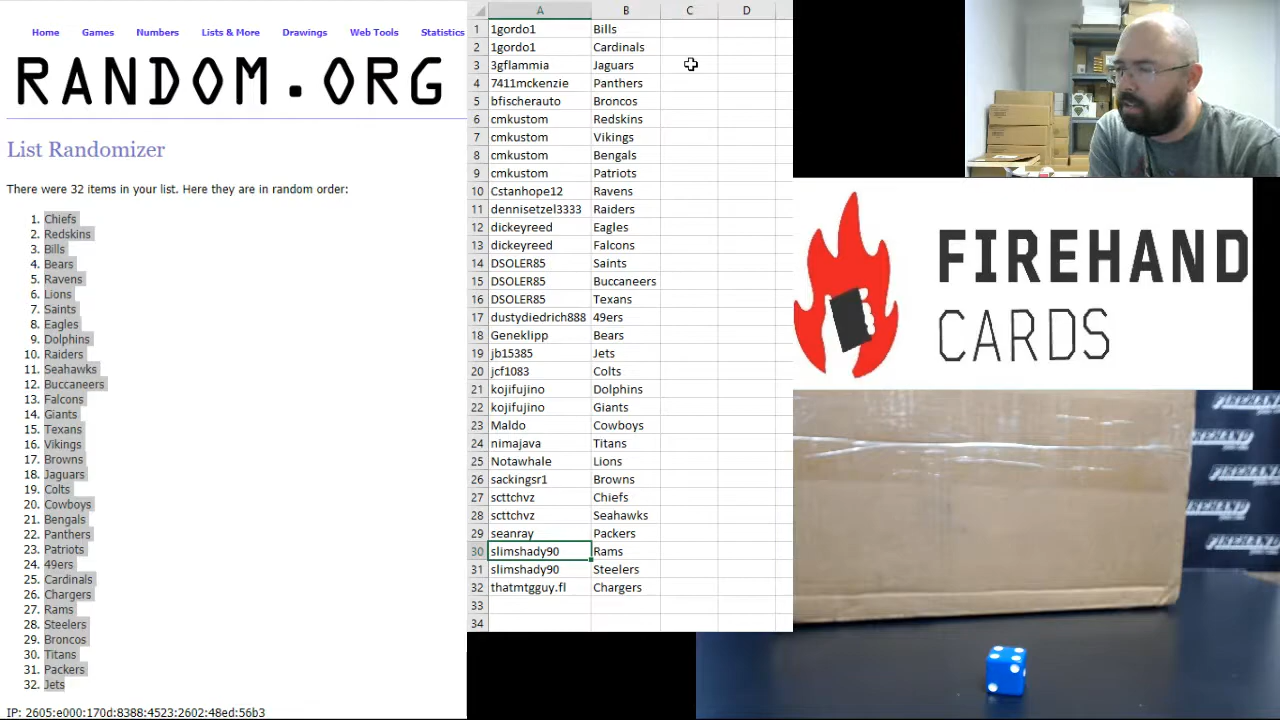 Home Games Numbers Lists & More Drawings Web Tools Statistics
RANDOM.ORG
List Randomizer
There were 32 items in your list. Here they are in random order:
1. Chiefs
2. Redskins
3. Bills
4. Bears
5. Ravens
6. Lions
7. Saints
8. Eagles
9. Dolphins
10. Raiders
11. Seahawks
12. Buccaneers
13. Falcons
14. Giants
15. Texans
16. Vikings
17. Browns
18. Jaguars
19. Colts
20. Cowboys
21. Bengals
22. Panthers
23. Patriots
24. 49ers
25. Cardinals
26. Chargers
27. Rams
28. Steelers
29. Broncos
30. Titans
31. Packers
32. Jets
IP: 2605:e000:170d:8388:4523:2602:48ed:56b3
A B C D
1 1gordo1 Bills
2 1gordo1 Cardinals
3 3gflammia Jaguars
4 7411mckenzie Panthers
5 bfischerauto Broncos
6 cmkustom Redskins
7 cmkustom Vikings
8 cmkustom Bengals
9 cmkustom Patriots
10 Cstanhope12 Ravens
11 dennisetzel3333 Raiders
12 dickeyreed Eagles
13 dickeyreed Falcons
14 DSOLER85 Saints
15 DSOLER85 Buccaneers
16 DSOLER85 Texans
17 dustydiedrich888 49ers
18 Geneklipp Bears
19 jb15385 Jets
20 jcf1083 Colts
21 kojifujino Dolphins
22 kojifujino Giants
23 Maldo Cowboys
24 nimajava Titans
25 Notawhale Lions
26 sackingsr1 Browns
27 scttchvz Chiefs
28 scttchvz Seahawks
29 seanray Packers
30 slimshady90 Rams
31 slimshady90 Steelers
32 thatmtgguy.fl Chargers
33
34
FIREHAND
CARDS
FIREHAND
FIREHAND
FIREHAND
FIREHAND